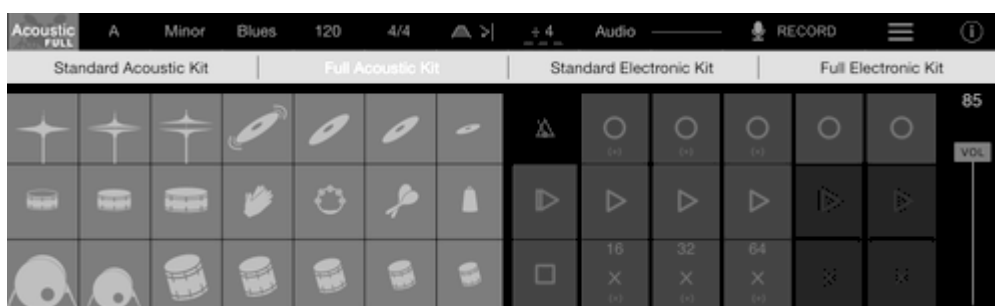 Acoustic FULL A Minor Blues 120 4/4 ÷ 4 Audio RECORD
Standard Acoustic Kit Full Acoustic Kit Standard Electronic Kit Full Electronic Kit
85
VOL
16 32 64